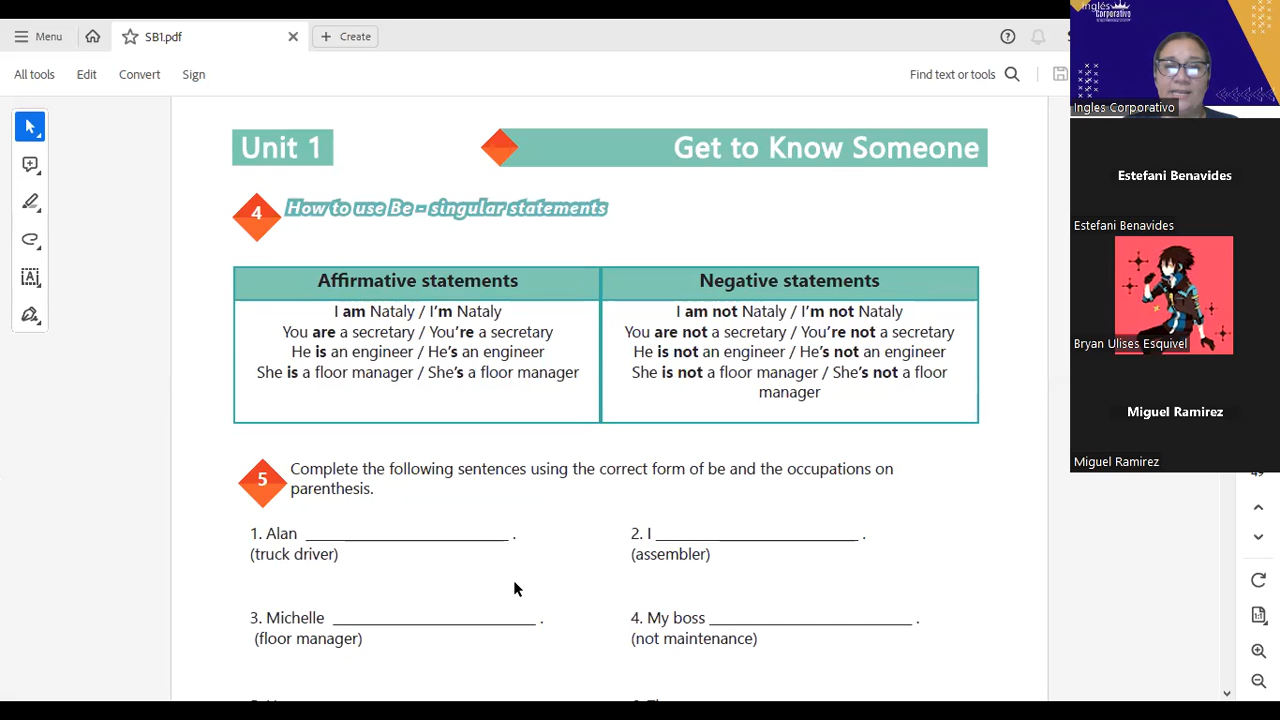 Menu
SB1.pdf
Create
All tools
Edit
Convert
Sign
Find text or tools
Unit 1
Get to Know Someone
4
How to use Be - singular statements
Affirmative statements
Negative statements
I am Nataly / I'm Nataly
You are a secretary / You're a secretary
He is an engineer / He's an engineer
She is a floor manager / She's a floor manager
I am not Nataly / I'm not Nataly
You are not a secretary / You're not a secretary
He is not an engineer / He's not an engineer
She is not a floor manager / She's not a floor
manager
5
Complete the following sentences using the correct form of be and the occupations on
parenthesis.
1. Alan ______________________ .
(truck driver)
2. I ______________________ .
(assembler)
3. Michelle ______________________ .
(floor manager)
4. My boss ______________________ .
(not maintenance)
Inglés
Corporativo
Ingles Corporativo
Estefani Benavides
Estefani Benavides
Bryan Ulises Esquivel
Miguel Ramirez
Miguel Ramirez